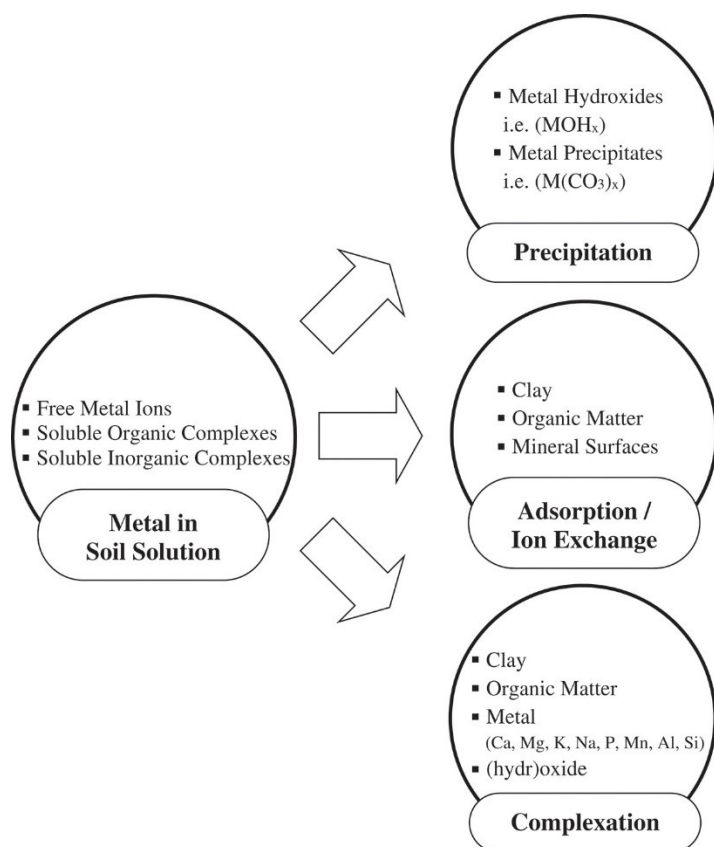 ▪ Metal Hydroxides
i.e. (MOHₓ)
▪ Metal Precipitates
i.e. (M(CO₃)ₓ)
Precipitation
▪ Free Metal Ions
▪ Soluble Organic Complexes
▪ Soluble Inorganic Complexes
Metal in
Soil Solution
▪ Clay
▪ Organic Matter
▪ Mineral Surfaces
Adsorption /
Ion Exchange
▪ Clay
▪ Organic Matter
▪ Metal
(Ca, Mg, K, Na, P, Mn, Al, Si)
▪ (hydr)oxide
Complexation